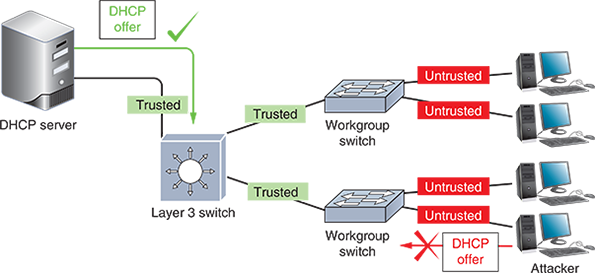 DHCP
offer
DHCP server
Trusted
Layer 3 switch
Trusted
Trusted
Workgroup
switch
Untrusted
Untrusted
Workgroup
switch
Untrusted
Untrusted
DHCP
offer
Attacker